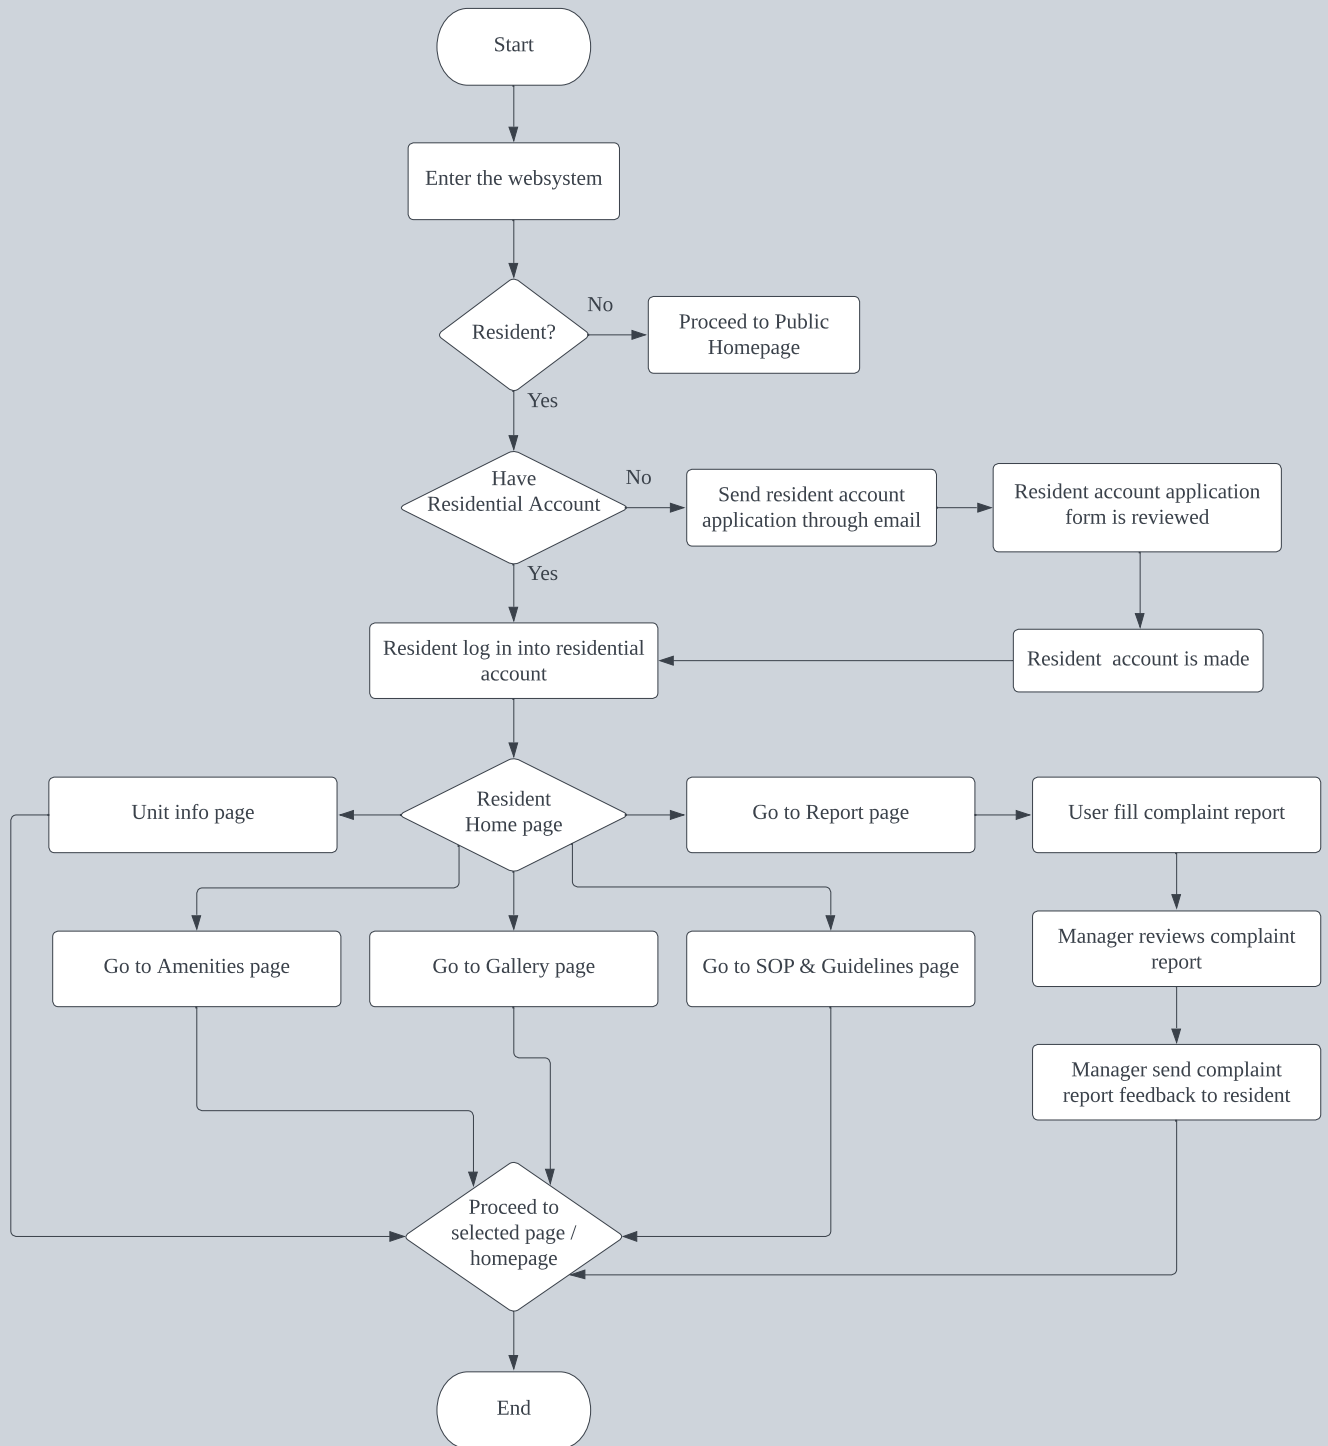 Start
Enter the websystem
Resident?
No
Proceed to Public
Homepage
Yes
Have
Residential Account
No
Send resident account
application through email
Resident account application
form is reviewed
Yes
Resident log in into residential
account
Resident  account is made
Unit info page
Resident
Home page
Go to Report page
User fill complaint report
Go to Amenities page
Go to Gallery page
Go to SOP & Guidelines page
Manager reviews complaint
report
Manager send complaint
report feedback to resident
Proceed to
selected page /
homepage
End